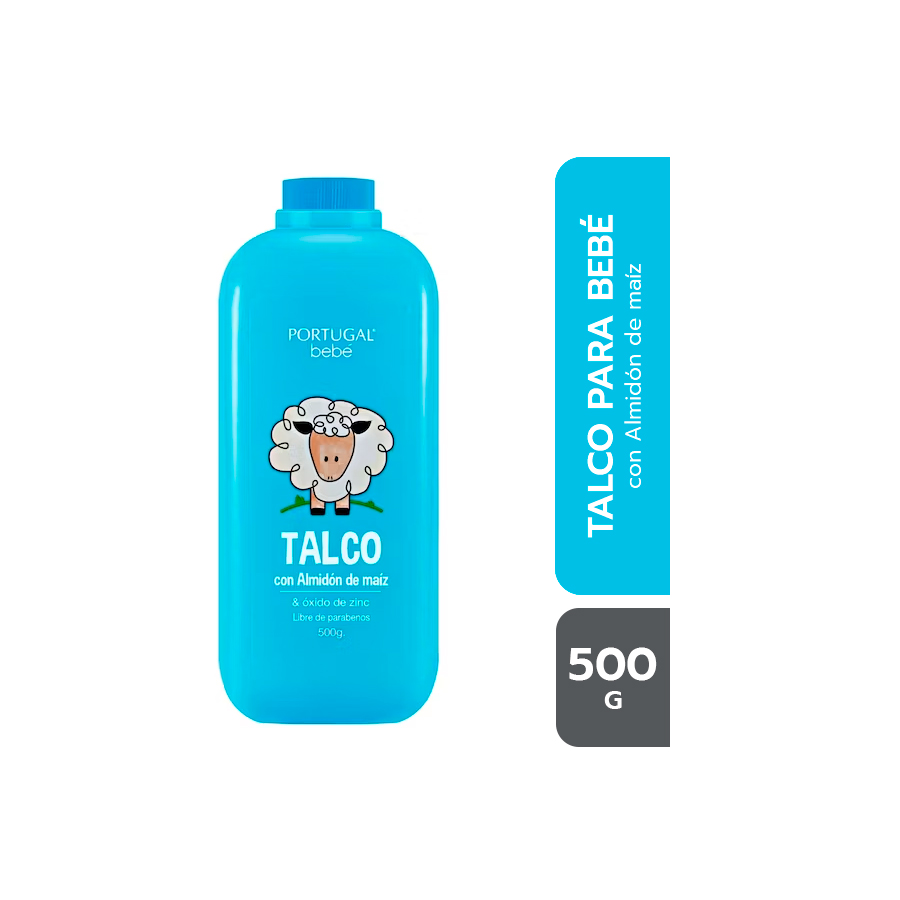 PORTUGAL®
bebé
TALCO
con Almidón de maíz
& óxido de zinc
Libre de parabenos
500g.
TALCO PARA BEBÉ
con Almidón de maíz
500
G